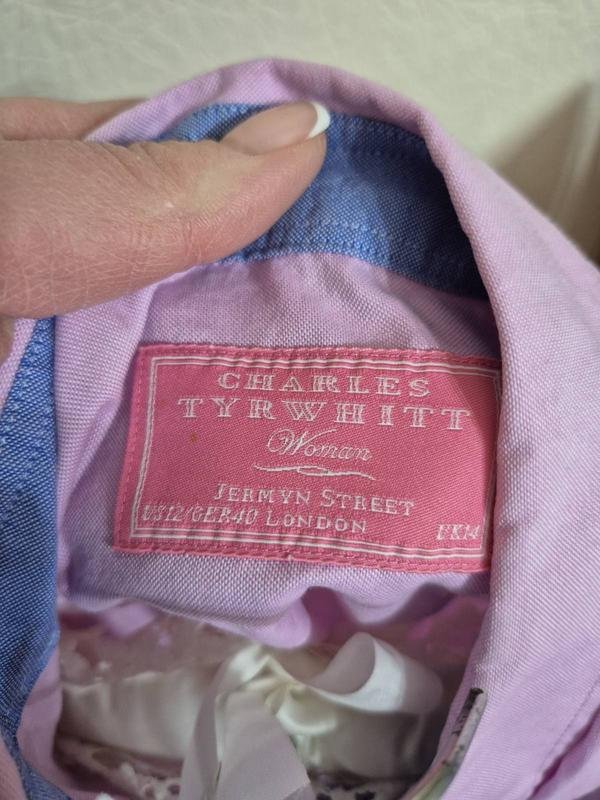 CHARLES
TYRWHITT
Woman
JERMYN STREET
US12/GER40 LONDON UK14